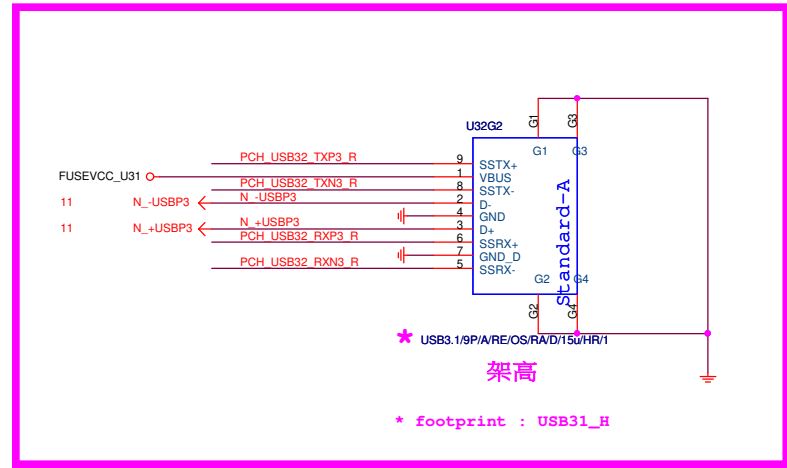 U32G2
G1
G3
G1
G3
PCH_USB32_TXP3_R
9
SSTX+
FUSEVCC_U31
1
VBUS
PCH_USB32_TXN3_R
8
SSTX-
11
N_-USBP3
N_-USBP3
2
D-
4
GND
11
N_+USBP3
N_+USBP3
3
D+
PCH_USB32_RXP3_R
6
SSRX+
7
GND_D
PCH_USB32_RXN3_R
5
SSRX-
Standard-A
G2
G4
G2
G4
* USB3.1/9P/A/RE/OS/RA/D/15u/HR/1
架高
* footprint : USB31_H